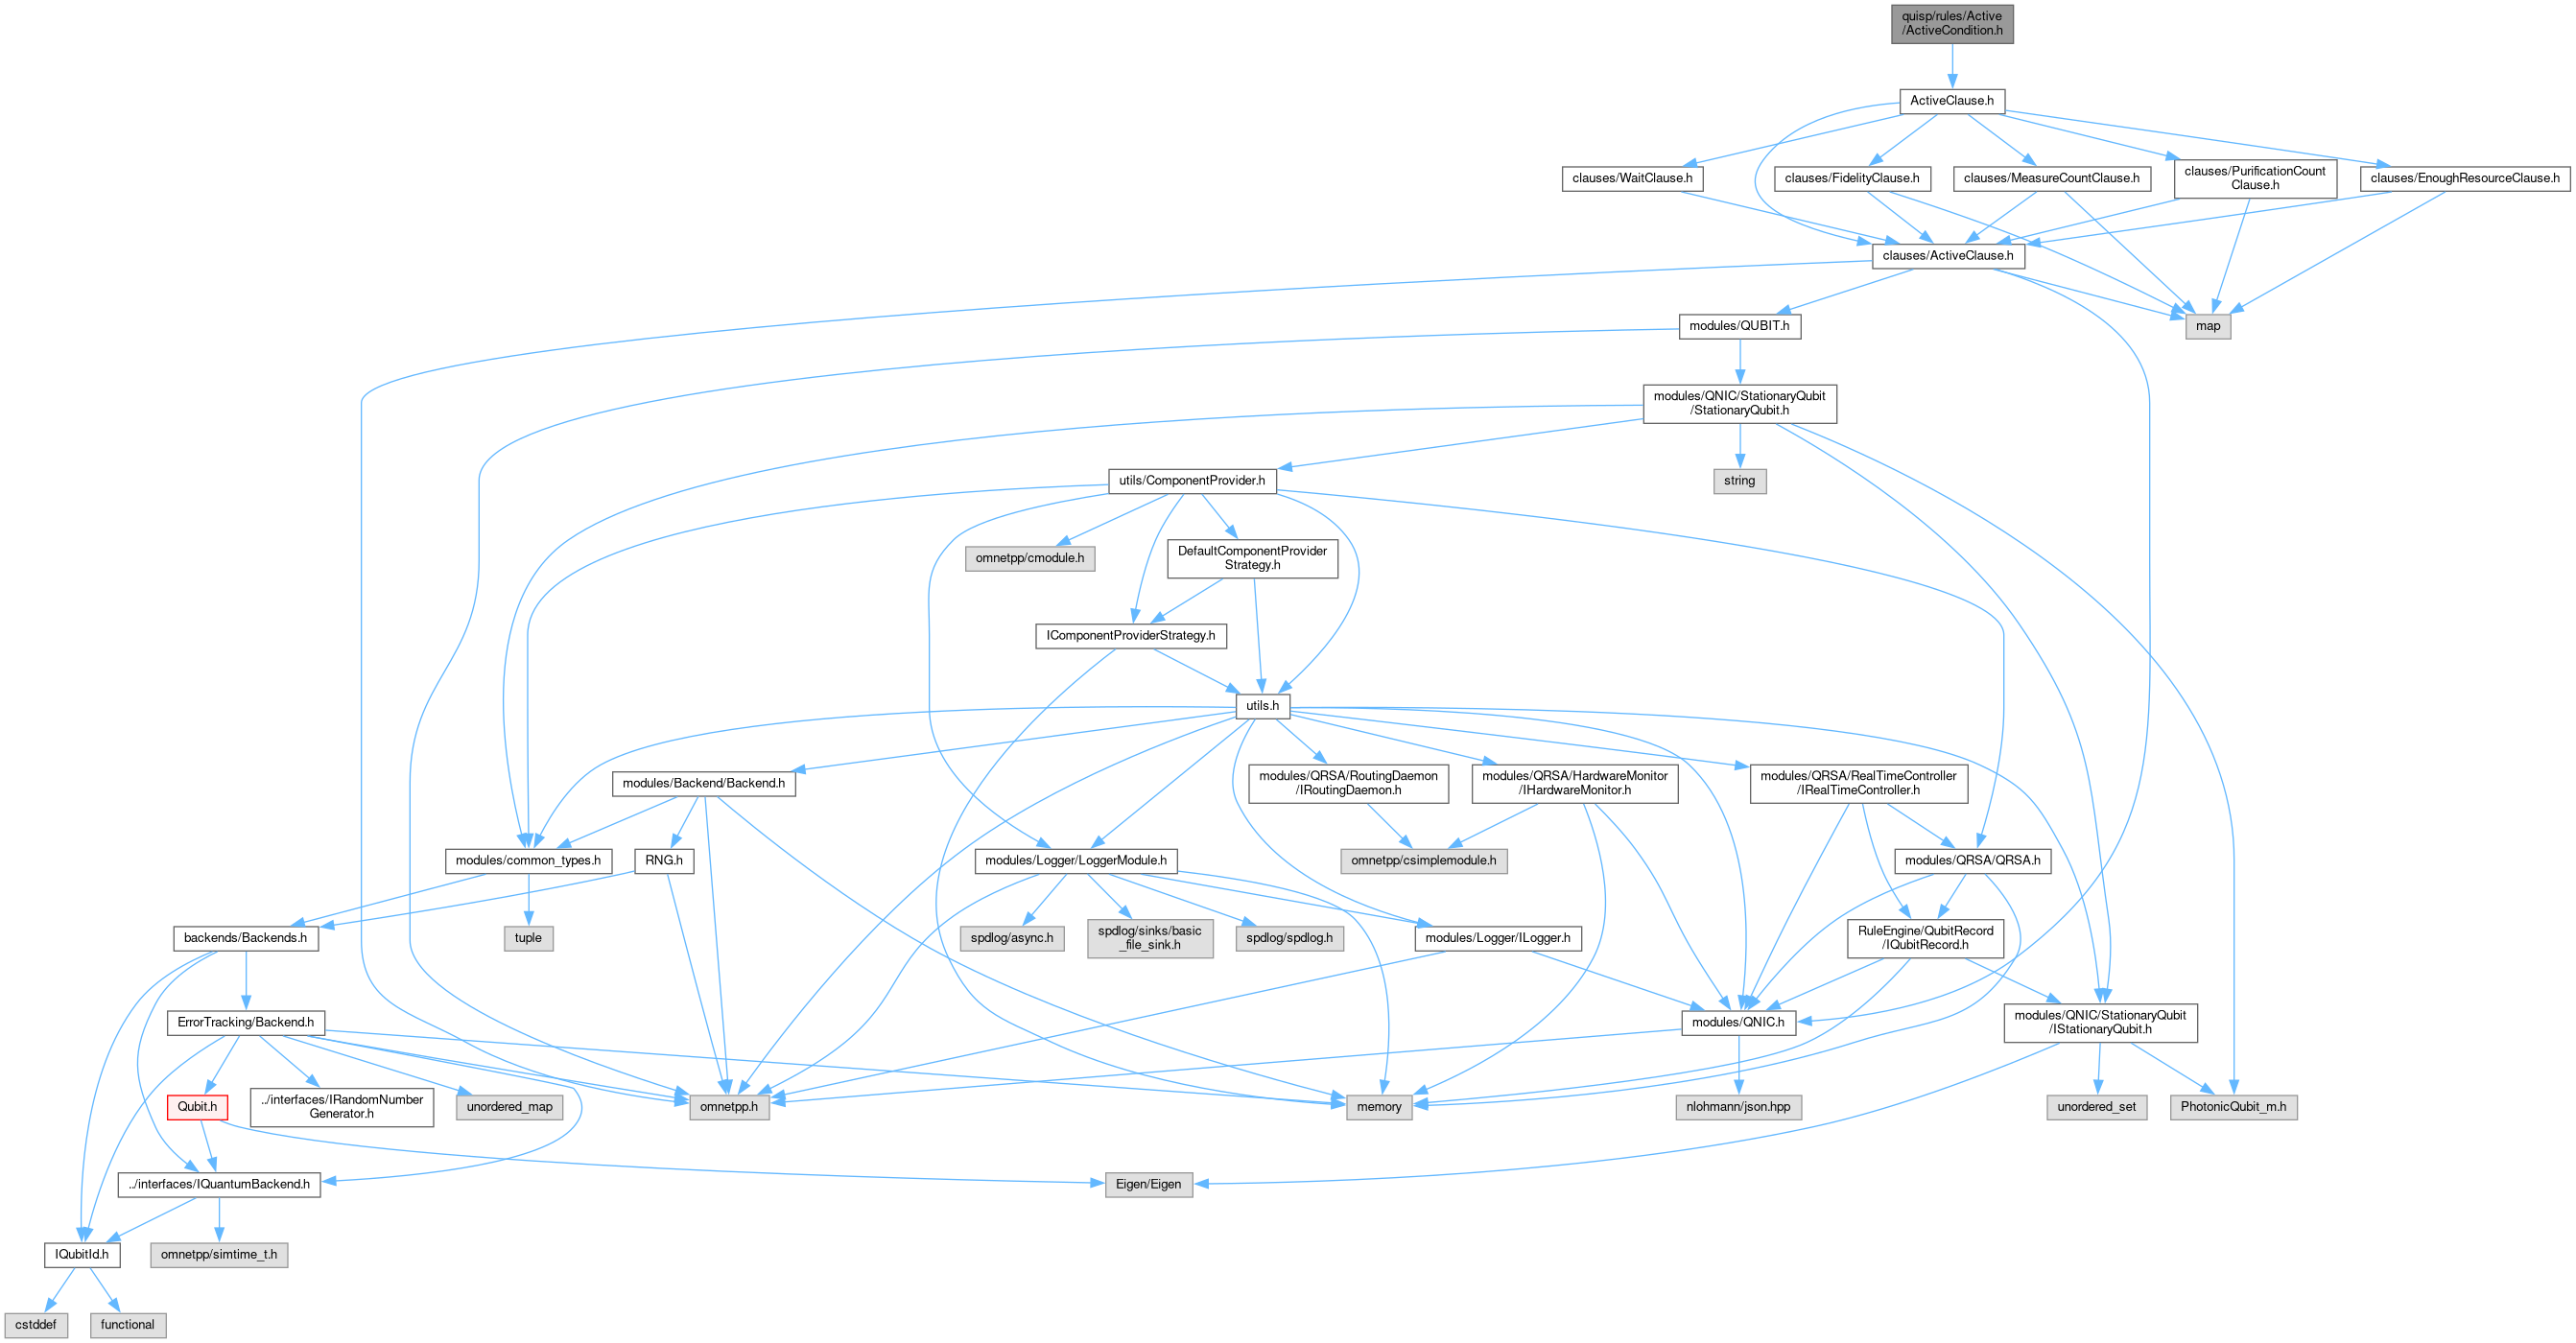 quisp/rules/Active
/ActiveCondition.h
ActiveClause.h
clauses/WaitClause.h
clauses/FidelityClause.h
clauses/MeasureCountClause.h
clauses/PurificationCount
Clause.h
clauses/EnoughResourceClause.h
clauses/ActiveClause.h
modules/QUBIT.h
map
modules/QNIC/StationaryQubit
/StationaryQubit.h
utils/ComponentProvider.h
string
omnetpp/cmodule.h
DefaultComponentProvider
Strategy.h
IComponentProviderStrategy.h
utils.h
modules/Backend/Backend.h
modules/QRSA/RoutingDaemon
/IRoutingDaemon.h
modules/QRSA/HardwareMonitor
/IHardwareMonitor.h
modules/QRSA/RealTimeController
/IRealTimeController.h
modules/common_types.h
RNG.h
modules/Logger/LoggerModule.h
omnetpp/csimplemodule.h
modules/QRSA/QRSA.h
backends/Backends.h
tuple
spdlog/async.h
spdlog/sinks/basic
_file_sink.h
spdlog/spdlog.h
modules/Logger/ILogger.h
RuleEngine/QubitRecord
/IQubitRecord.h
ErrorTracking/Backend.h
modules/QNIC.h
modules/QNIC/StationaryQubit
/IStationaryQubit.h
Qubit.h
../interfaces/IRandomNumber
Generator.h
unordered_map
omnetpp.h
memory
nlohmann/json.hpp
unordered_set
PhotonicQubit_m.h
../interfaces/IQuantumBackend.h
Eigen/Eigen
IQubitId.h
omnetpp/simtime_t.h
cstddef
functional